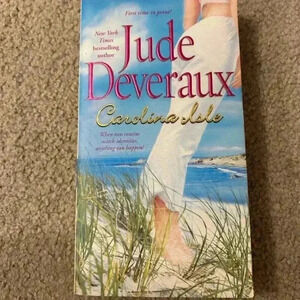 First time in print!
New York
Times
bestselling
author
Jude
Deveraux
Carolina Isle
When two cousins
switch identities,
anything can happen!